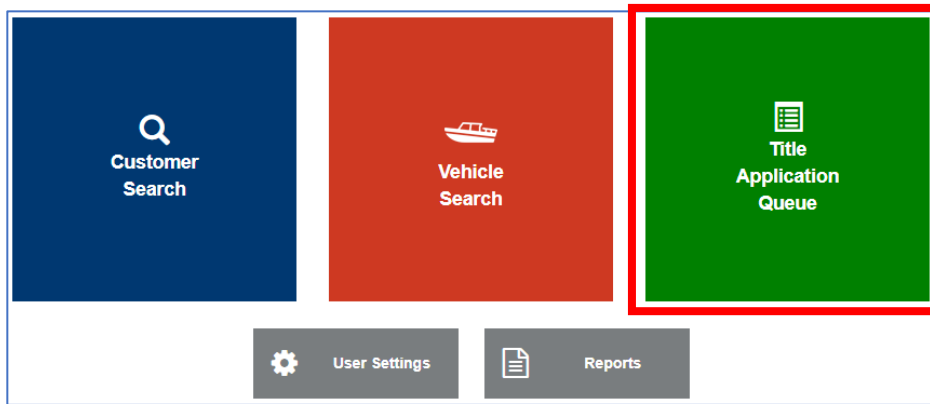 Customer
Search
Vehicle
Search
Title
Application
Queue
User Settings
Reports